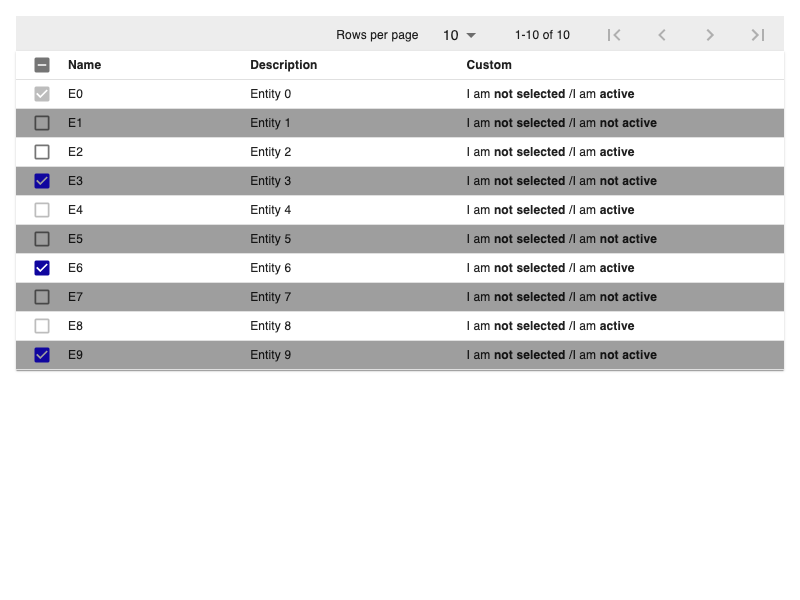 Rows per page 10 1-10 of 10
Name Description Custom
E0 Entity 0 I am not selected /I am active
E1 Entity 1 I am not selected /I am not active
E2 Entity 2 I am not selected /I am active
E3 Entity 3 I am not selected /I am not active
E4 Entity 4 I am not selected /I am active
E5 Entity 5 I am not selected /I am not active
E6 Entity 6 I am not selected /I am active
E7 Entity 7 I am not selected /I am not active
E8 Entity 8 I am not selected /I am active
E9 Entity 9 I am not selected /I am not active